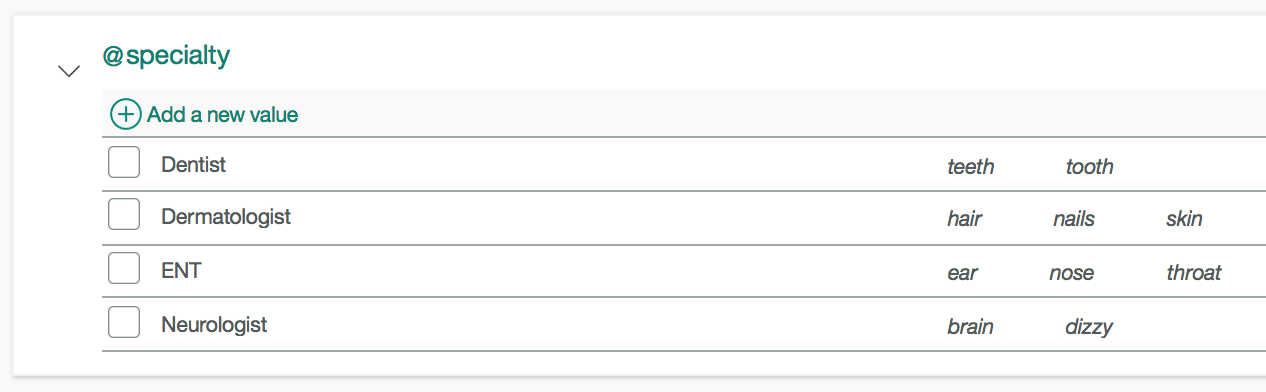 @specialty
Add a new value
Dentist teeth tooth
Dermatologist hair nails skin
ENT ear nose throat
Neurologist brain dizzy